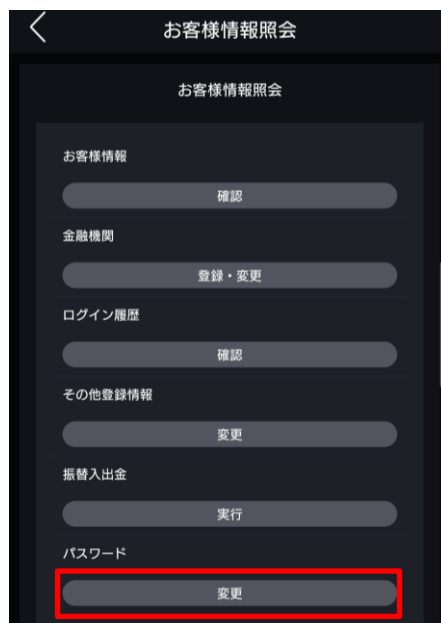 お客様情報照会
お客様情報照会
お客様情報
確認
金融機関
登録・変更
ログイン履歴
確認
その他登録情報
変更
振替入出金
実行
パスワード
変更